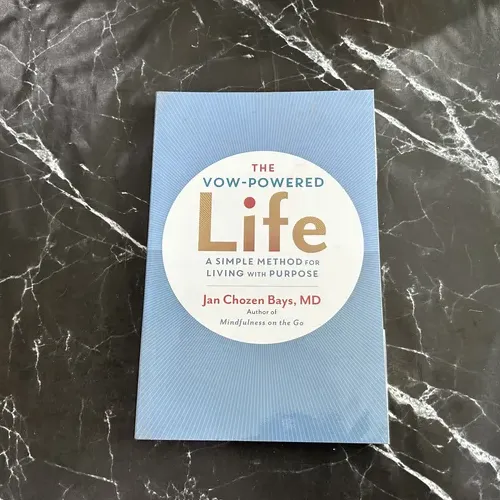 THE
VOW-POWERED
Life
A SIMPLE METHOD FOR
LIVING WITH PURPOSE
Jan Chozen Bays, MD
Author of
Mindfulness on the Go